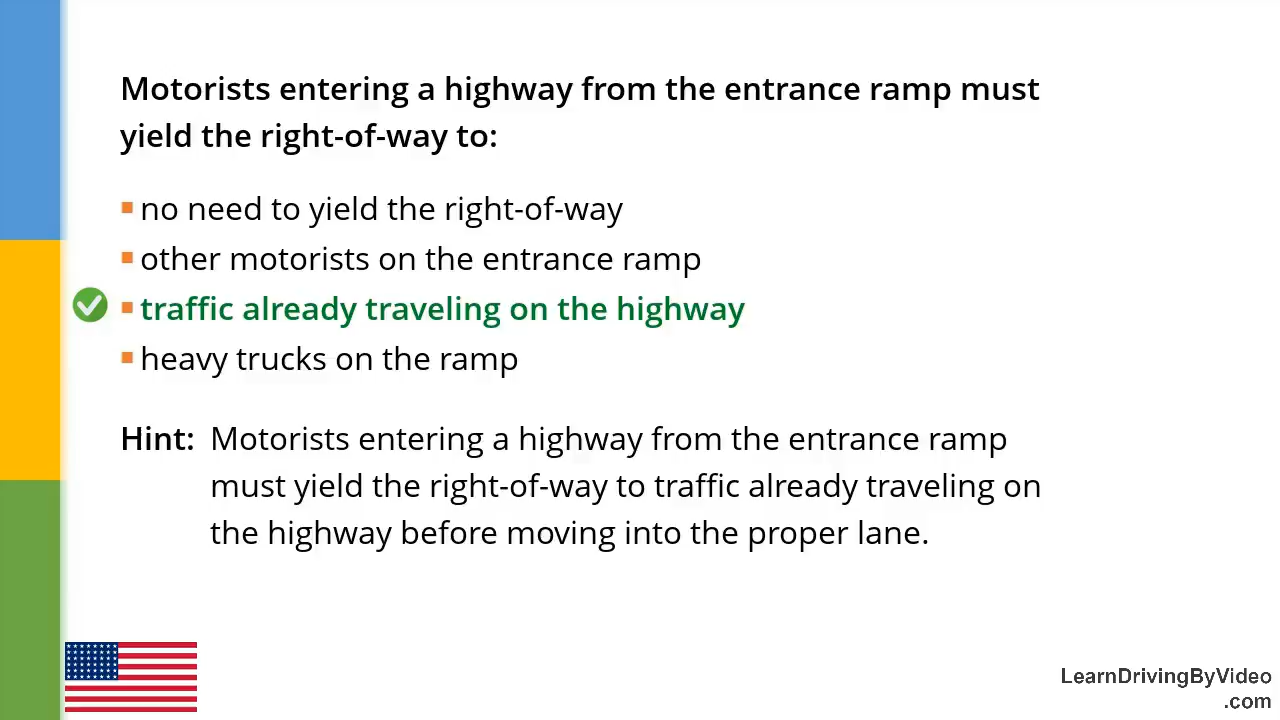 Motorists entering a highway from the entrance ramp must
yield the right-of-way to:
no need to yield the right-of-way
other motorists on the entrance ramp
traffic already traveling on the highway
heavy trucks on the ramp
Hint: Motorists entering a highway from the entrance ramp
must yield the right-of-way to traffic already traveling on
the highway before moving into the proper lane.
LearnDrivingByVideo
.com